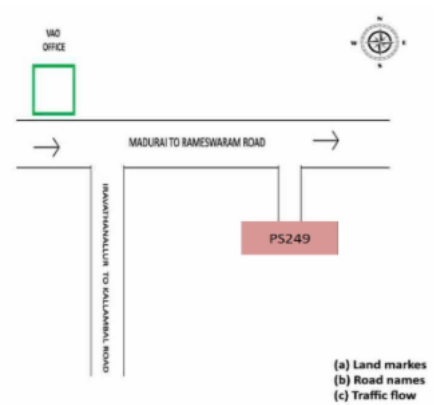 VAO
OFFICE
N
W
E
S
MADURAI TO RAMESWARAM ROAD
IRAVATHANALLUR TO KALLAMBAL ROAD
PS249
(a) Land markes
(b) Road names
(c) Traffic flow